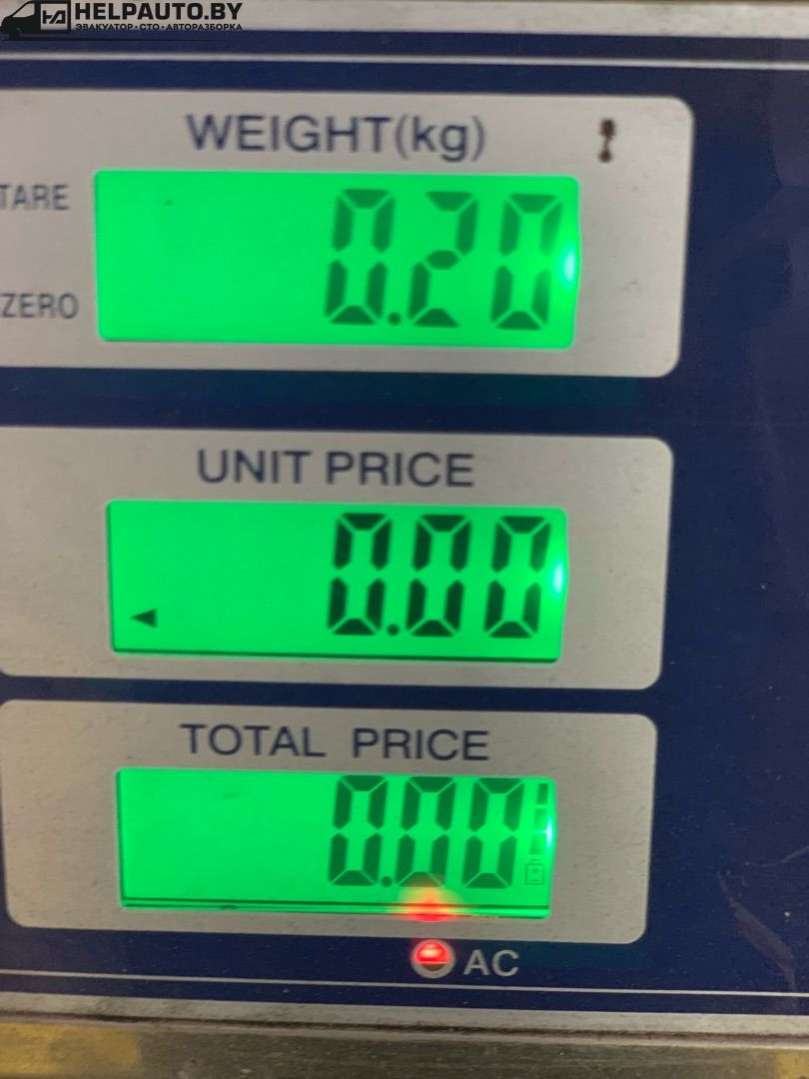 HELPAUTO.BY
ЭВАКУАТОР • СТО • АВТОРАЗБОРКА
WEIGHT(kg)
TARE
0.20
ZERO
UNIT PRICE
0.00
TOTAL PRICE
0.00
AC